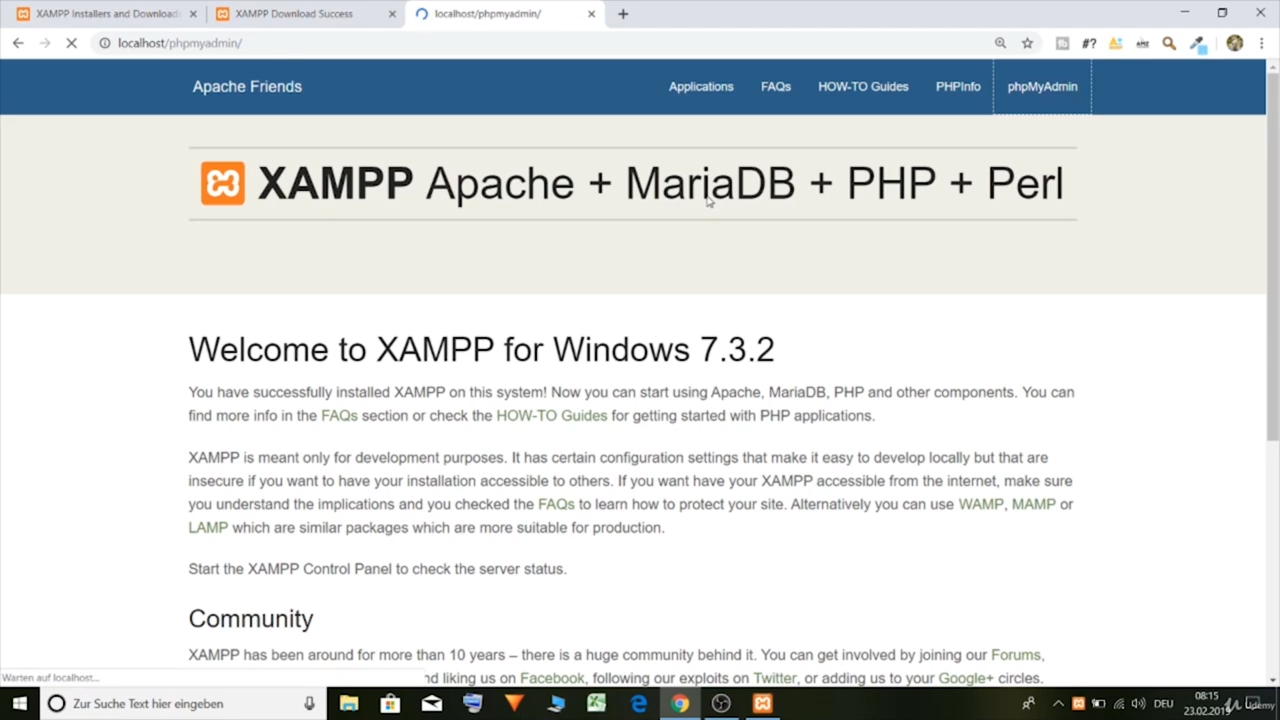 XAMPP Installers and Download
XAMPP Download Success
localhost/phpmyadmin/
localhost/phpmyadmin/
#?
Apache Friends
Applications
FAQs
HOW-TO Guides
PHPInfo
phpMyAdmin
XAMPP Apache + MariaDB + PHP + Perl
Welcome to XAMPP for Windows 7.3.2
You have successfully installed XAMPP on this system! Now you can start using Apache, MariaDB, PHP and other components. You can
find more info in the FAQs section or check the HOW-TO Guides for getting started with PHP applications.
XAMPP is meant only for development purposes. It has certain configuration settings that make it easy to develop locally but that are
insecure if you want to have your installation accessible to others. If you want have your XAMPP accessible from the internet, make sure
you understand the implications and you checked the FAQs to learn how to protect your site. Alternatively you can use WAMP, MAMP or
LAMP which are similar packages which are more suitable for production.
Start the XAMPP Control Panel to check the server status.
Community
XAMPP has been around for more than 10 years – there is a huge community behind it. You can get involved by joining our Forums,
nd liking us on Facebook, following our exploits on Twitter, or adding us to your Google+ circles.
Warten auf localhost...
Zur Suche Text hier eingeben
DEU
08:15
23.02.2019
Udemy